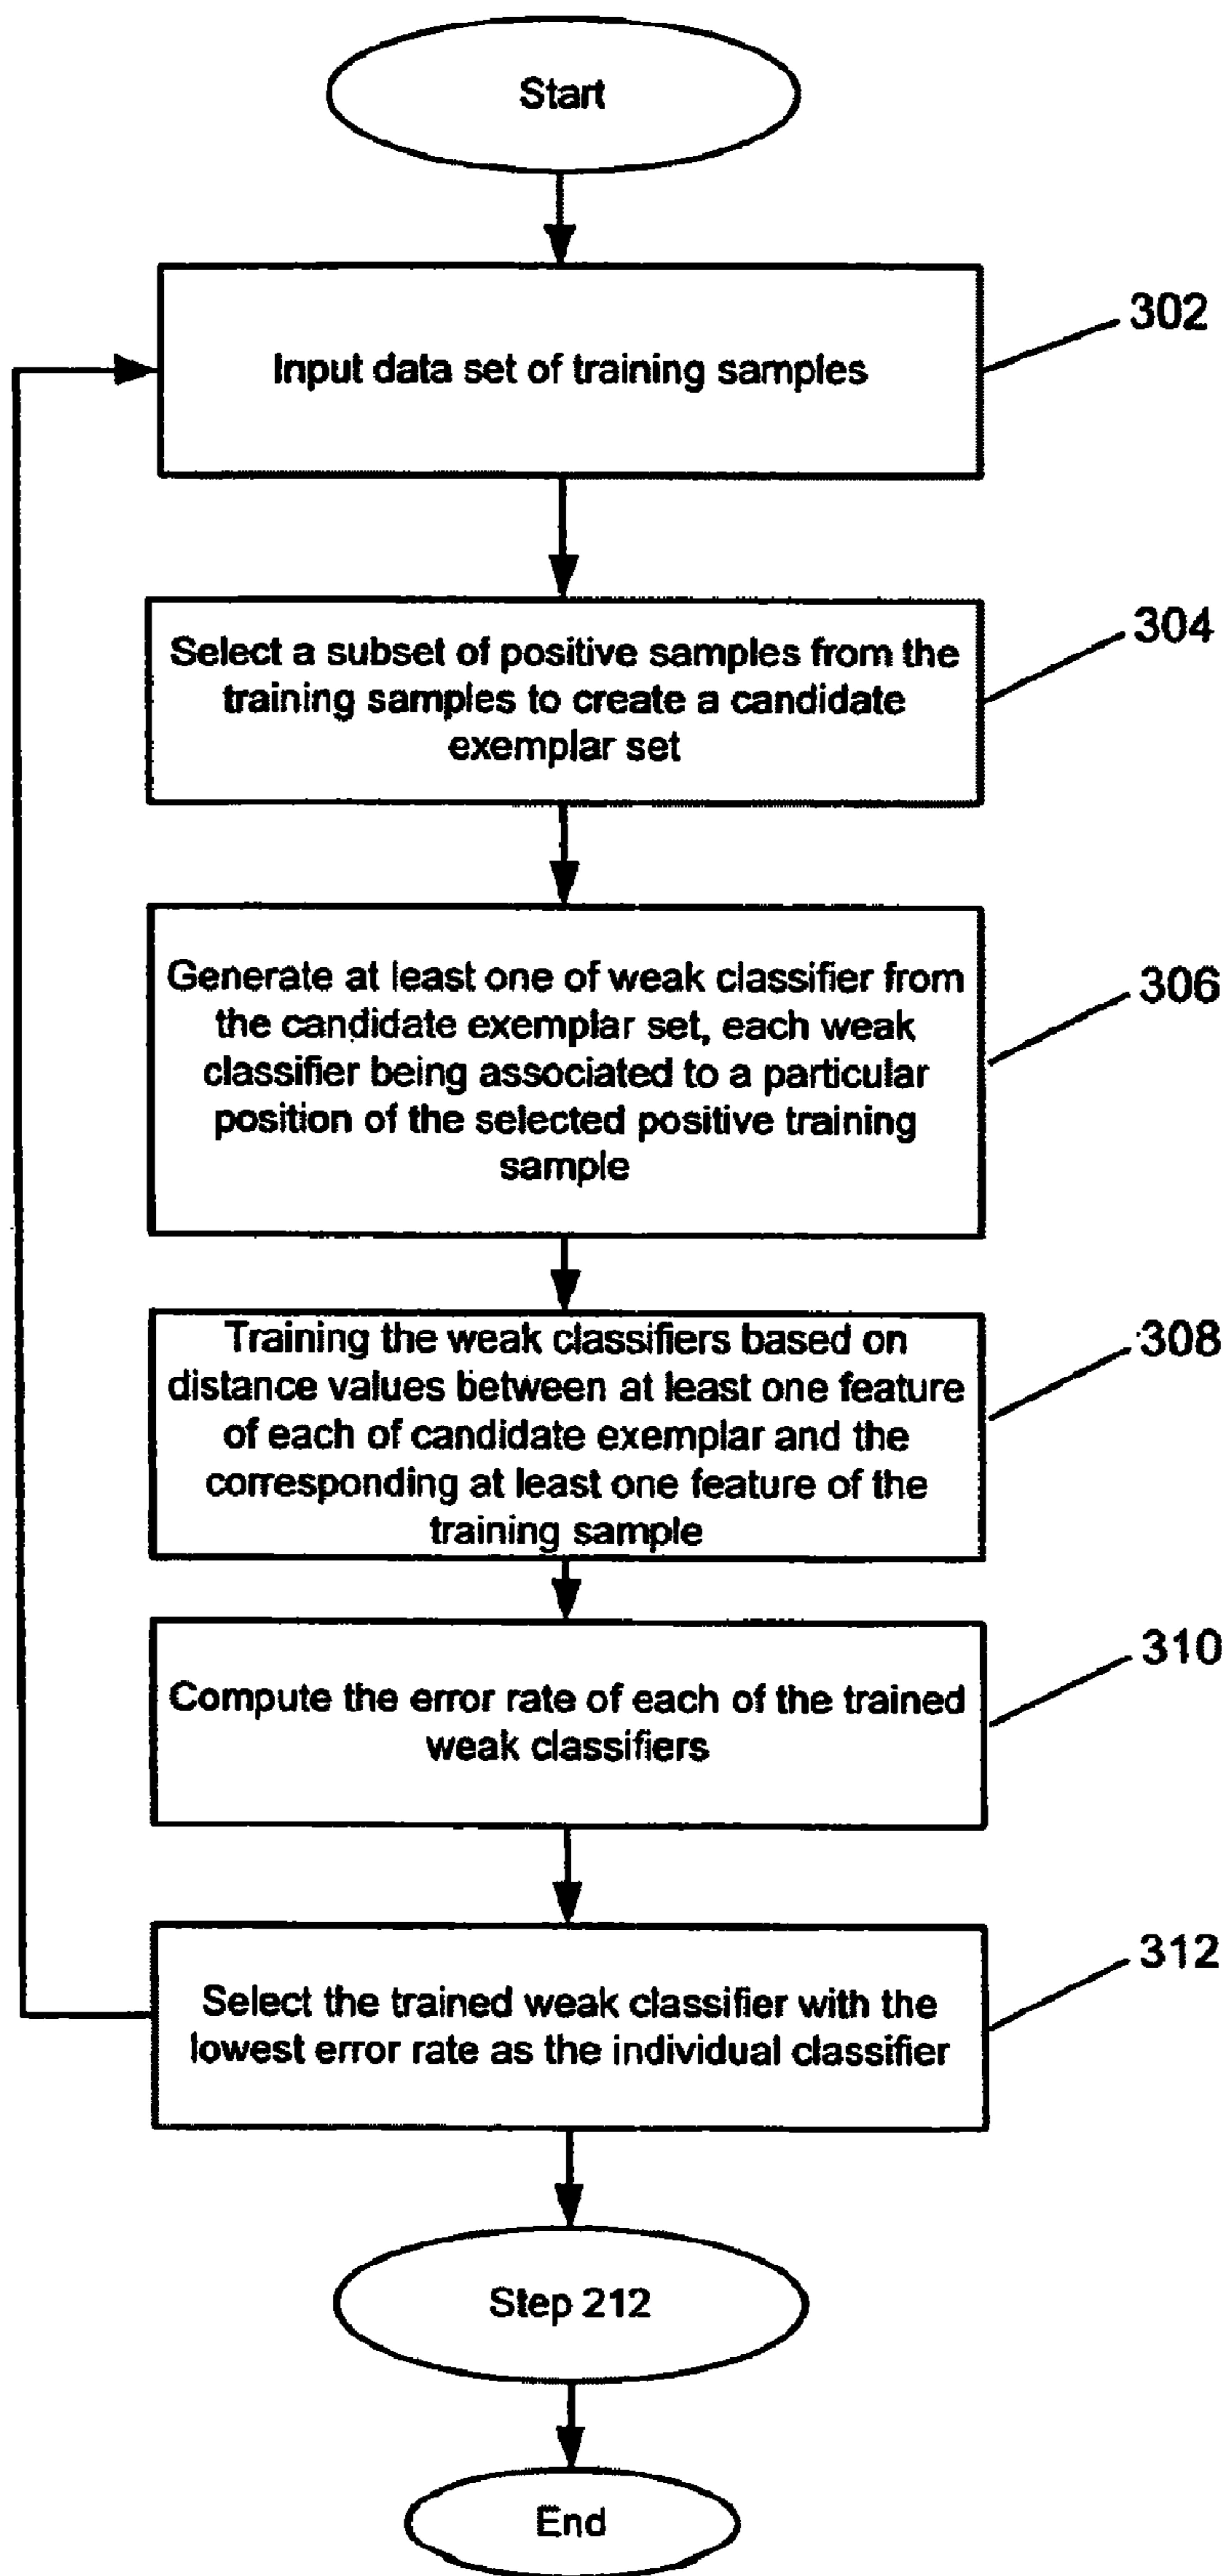 Start
Input data set of training samples
302
Select a subset of positive samples from the
training samples to create a candidate
exemplar set
304
Generate at least one of weak classifier from
the candidate exemplar set, each weak
classifier being associated to a particular
position of the selected positive training
sample
306
Training the weak classifiers based on
distance values between at least one feature
of each of candidate exemplar and the
corresponding at least one feature of the
training sample
308
Compute the error rate of each of the trained
weak classifiers
310
Select the trained weak classifier with the
lowest error rate as the individual classifier
312
Step 212
End